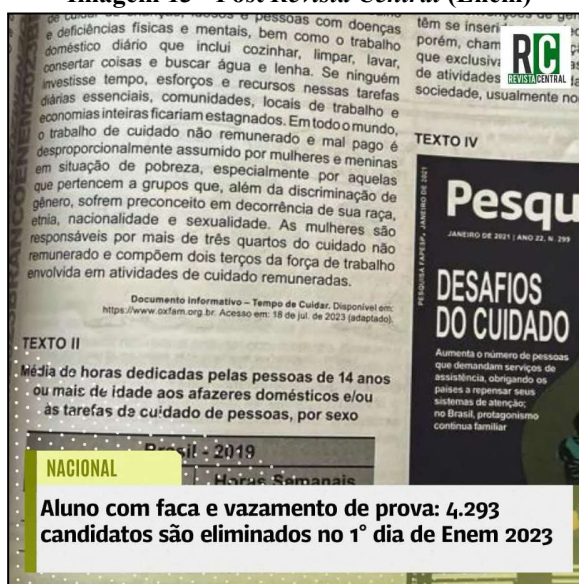 Imagem 15 - Post Revista Central (Enem)
de cuidar de crianças, idosos e pessoas com doenças
e deficiências físicas e mentais, bem como o trabalho
doméstico diário que inclui cozinhar, limpar, lavar,
consertar coisas e buscar água e lenha. Se ninguém
investisse tempo, esforços e recursos nessas tarefas
diárias essenciais, comunidades, locais de trabalho e
economias inteiras ficariam estagnados. Em todo o mundo,
o trabalho de cuidado não remunerado e mal pago é
desproporcionalmente assumido por mulheres e meninas
em situação de pobreza, especialmente por aquelas
que pertencem a grupos que, além da discriminação de
gênero, sofrem preconceito em decorrência de sua raça,
etnia, nacionalidade e sexualidade. As mulheres são
responsáveis por mais de três quartos do cuidado não
remunerado e compõem dois terços da força de trabalho
envolvida em atividades de cuidado remuneradas.
Documento Informativo – Tempo de Cuidar. Disponível em:
https://www.oxfam.org.br. Acesso em: 18 de jul. de 2023 (adaptado).
TEXTO II
Média de horas dedicadas pelas pessoas de 14 anos
ou mais de idade aos afazeres domésticos e/ou
às tarefas de cuidado de pessoas, por sexo
Brasil - 2019
Horas Semanais
têm se inseri
porém, cham
que exclusiva
de atividades
sociedade, usualmente no
RC
REVISTA CENTRAL
TEXTO IV
PESQUISA FAPESP, JANEIRO DE 2021
Pesqu
JANEIRO DE 2021 | ANO 22, N. 299
DESAFIOS
DO CUIDADO
Aumenta o número de pessoas
que demandam serviços de
assistência, obrigando os
países a repensar seus
sistemas de atenção;
no Brasil, protagonismo
continua familiar
NACIONAL
Aluno com faca e vazamento de prova: 4.293
candidatos são eliminados no 1° dia de Enem 2023